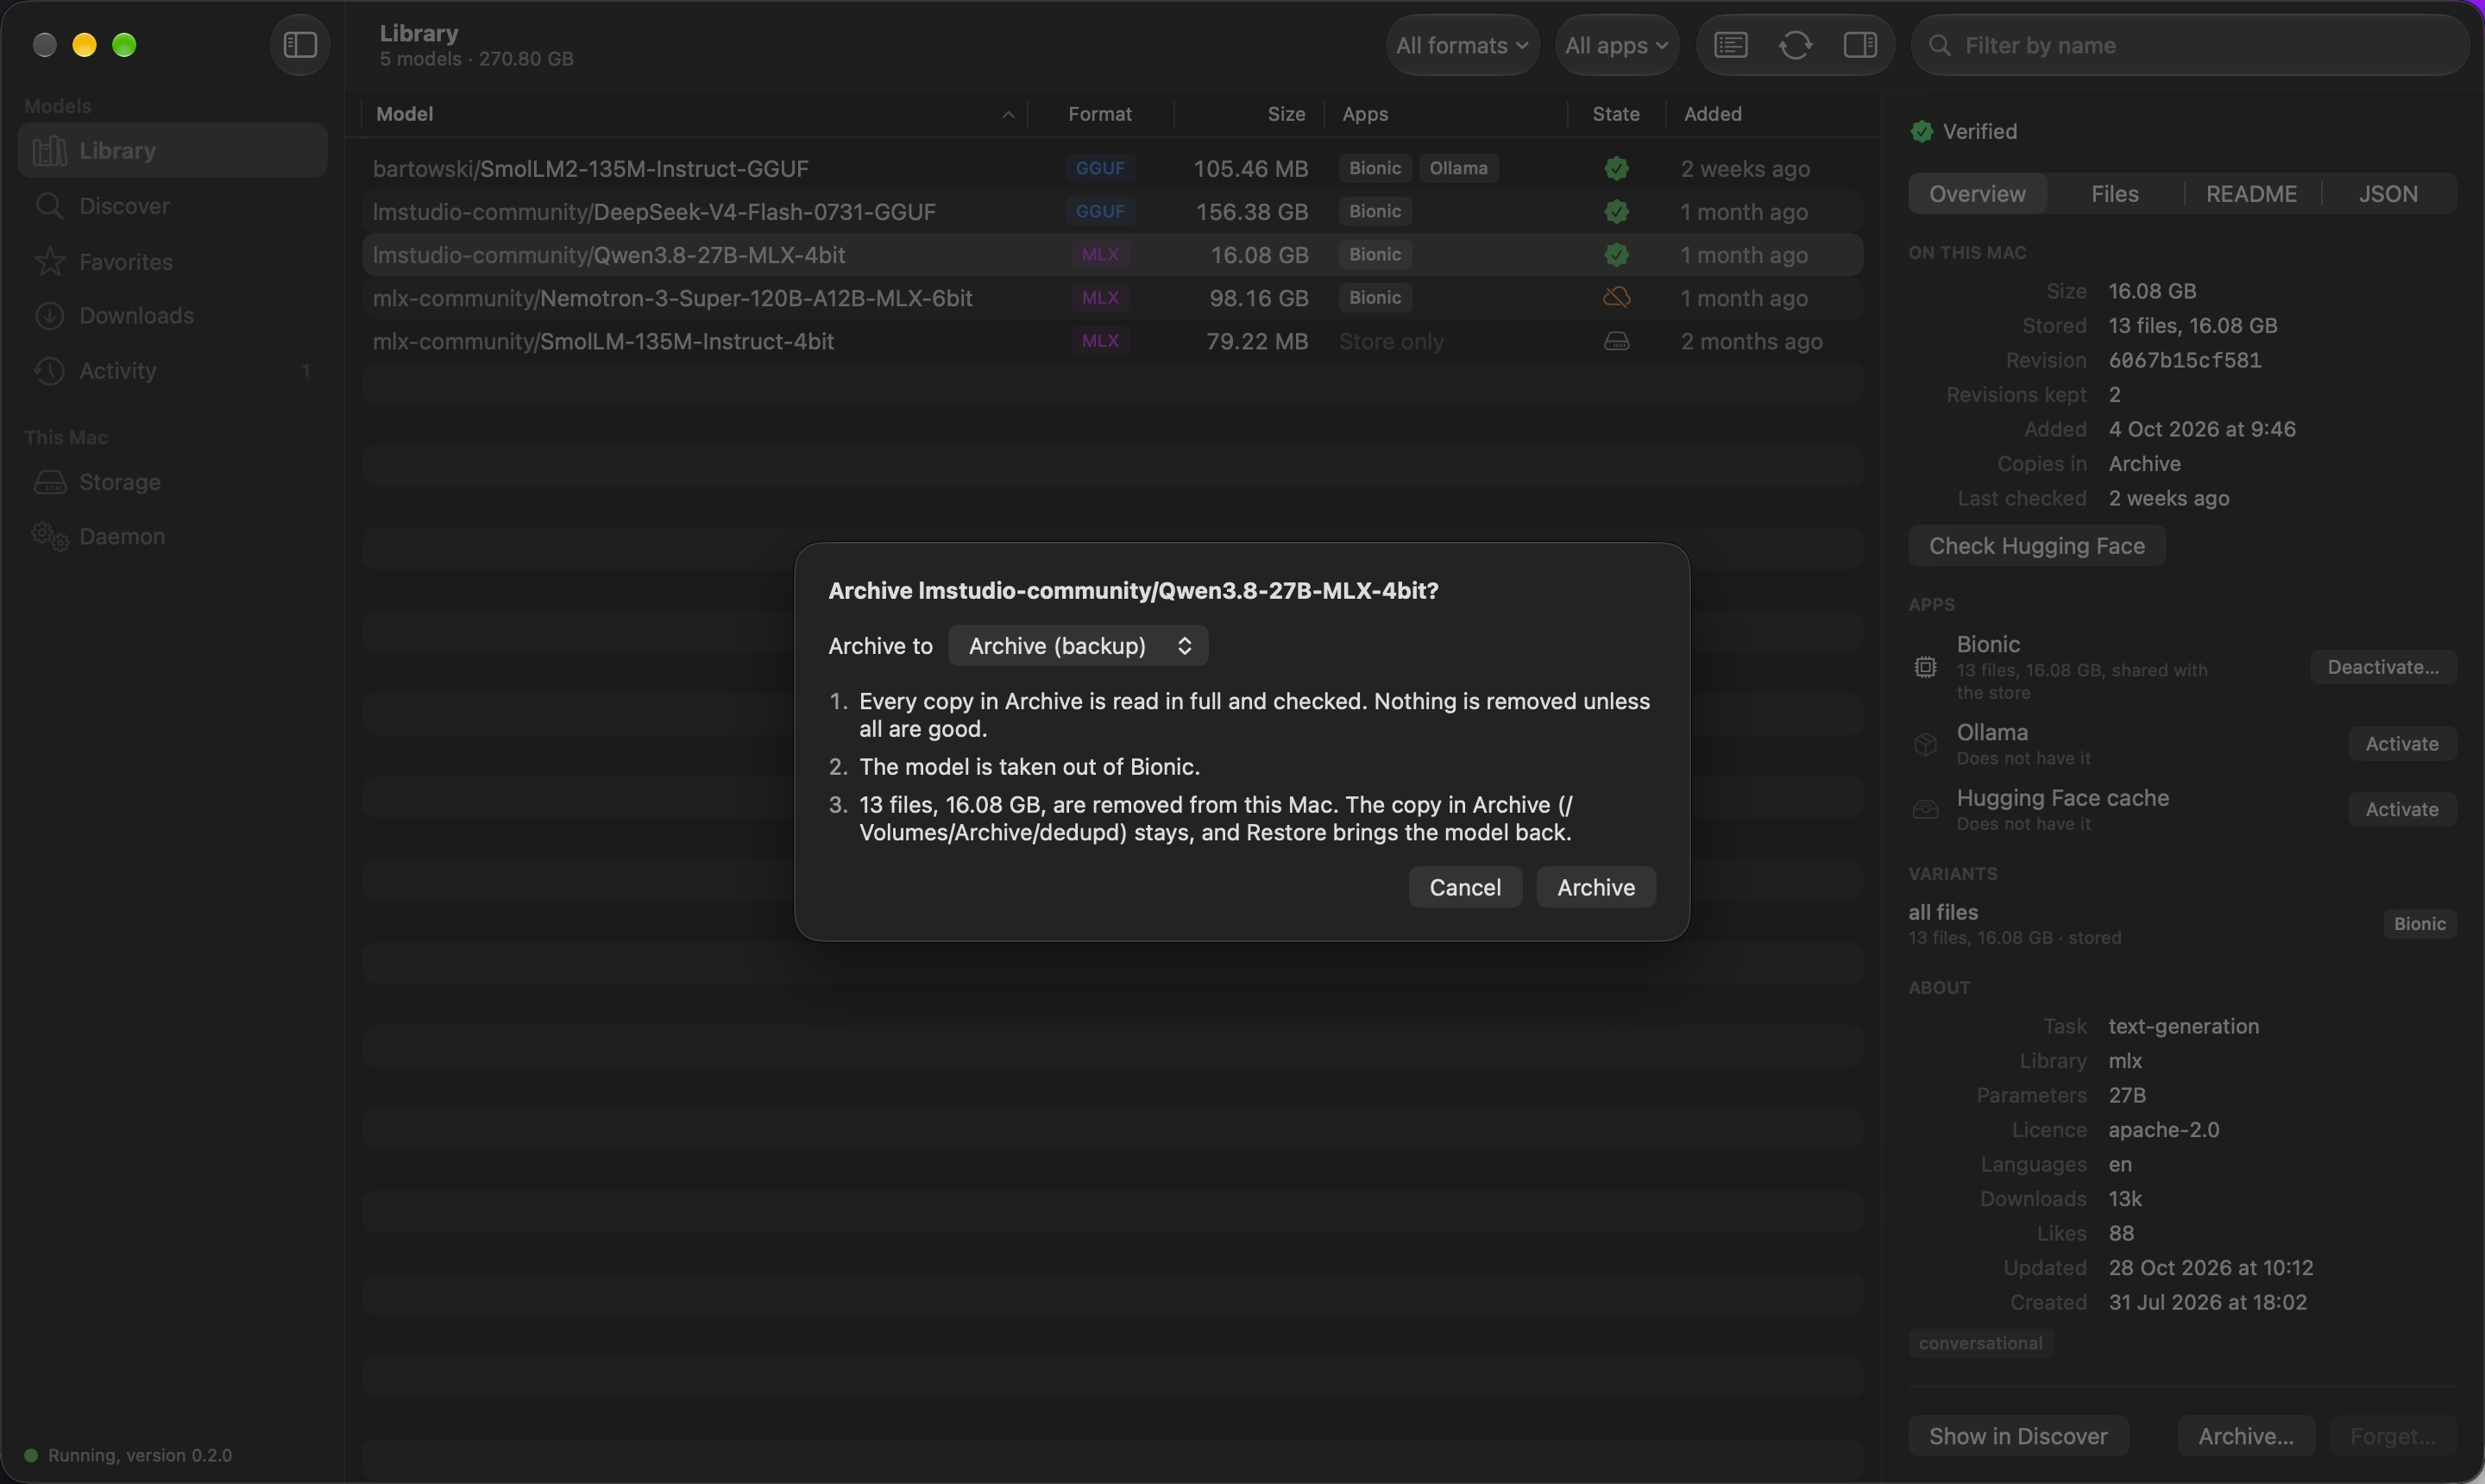 Library
5 models · 270.80 GB
All formats
All apps
Filter by name
Models
Library
Discover
Favorites
Downloads
Activity 1
This Mac
Storage
Daemon
Running, version 0.2.0
Model Format Size Apps State Added
bartowski/SmolLM2-135M-Instruct-GGUF GGUF 105.46 MB Bionic Ollama 2 weeks ago
lmstudio-community/DeepSeek-V4-Flash-0731-GGUF GGUF 156.38 GB Bionic 1 month ago
lmstudio-community/Qwen3.8-27B-MLX-4bit MLX 16.08 GB Bionic 1 month ago
mlx-community/Nemotron-3-Super-120B-A12B-MLX-6bit MLX 98.16 GB Bionic 1 month ago
mlx-community/SmolLM-135M-Instruct-4bit MLX 79.22 MB Store only 2 months ago
Archive lmstudio-community/Qwen3.8-27B-MLX-4bit?
Archive to Archive (backup)
1. Every copy in Archive is read in full and checked. Nothing is removed unless
all are good.
2. The model is taken out of Bionic.
3. 13 files, 16.08 GB, are removed from this Mac. The copy in Archive (/
Volumes/Archive/dedupd) stays, and Restore brings the model back.
Cancel Archive
Verified
Overview Files README JSON
ON THIS MAC
Size 16.08 GB
Stored 13 files, 16.08 GB
Revision 6067b15cf581
Revisions kept 2
Added 4 Oct 2026 at 9:46
Copies in Archive
Last checked 2 weeks ago
Check Hugging Face
APPS
Bionic
13 files, 16.08 GB, shared with
the store
Deactivate...
Ollama
Does not have it
Activate
Hugging Face cache
Does not have it
Activate
VARIANTS
all files
13 files, 16.08 GB · stored
Bionic
ABOUT
Task text-generation
Library mlx
Parameters 27B
Licence apache-2.0
Languages en
Downloads 13k
Likes 88
Updated 28 Oct 2026 at 10:12
Created 31 Jul 2026 at 18:02
conversational
Show in Discover Archive... Forget...